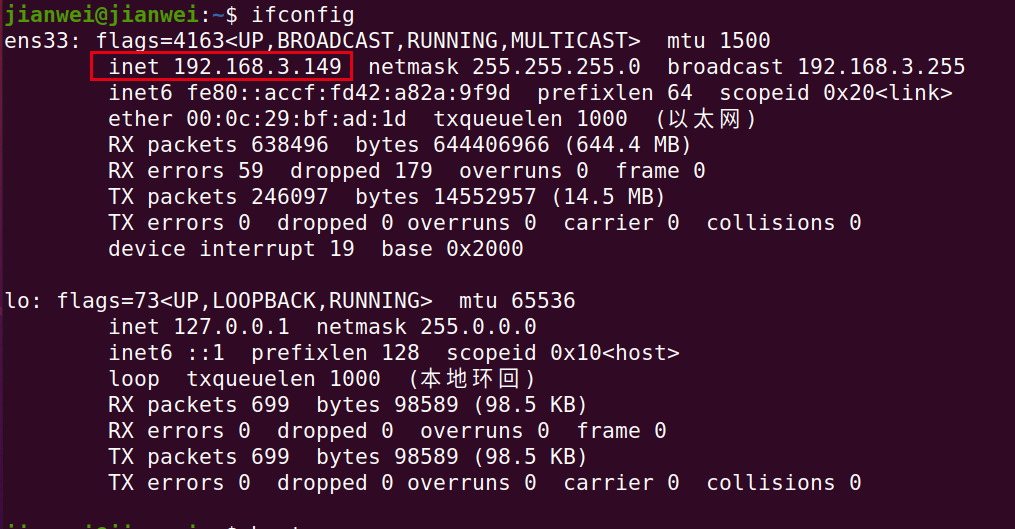 jianwei@jianwei:~$ ifconfig
ens33: flags=4163<UP,BROADCAST,RUNNING,MULTICAST>  mtu 1500
        inet 192.168.3.149  netmask 255.255.255.0  broadcast 192.168.3.255
        inet6 fe80::accf:fd42:a82a:9f9d  prefixlen 64  scopeid 0x20<link>
        ether 00:0c:29:bf:ad:1d  txqueuelen 1000  (以太网)
        RX packets 638496  bytes 644406966 (644.4 MB)
        RX errors 59  dropped 179  overruns 0  frame 0
        TX packets 246097  bytes 14552957 (14.5 MB)
        TX errors 0  dropped 0 overruns 0  carrier 0  collisions 0
        device interrupt 19  base 0x2000
lo: flags=73<UP,LOOPBACK,RUNNING>  mtu 65536
        inet 127.0.0.1  netmask 255.0.0.0
        inet6 ::1  prefixlen 128  scopeid 0x10<host>
        loop  txqueuelen 1000  (本地环回)
        RX packets 699  bytes 98589 (98.5 KB)
        RX errors 0  dropped 0  overruns 0  frame 0
        TX packets 699  bytes 98589 (98.5 KB)
        TX errors 0  dropped 0 overruns 0  carrier 0  collisions 0